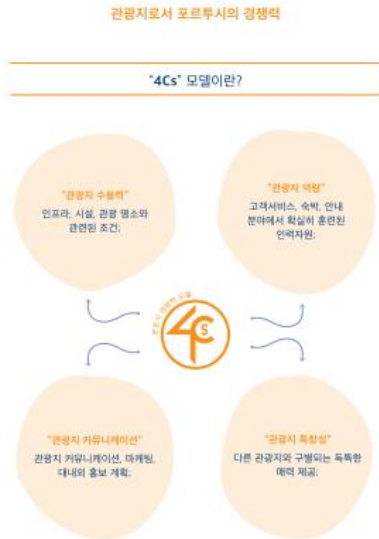 관광지로서 포르투시의 경쟁력
"4Cs" 모델이란?
"관광지 수용력"
인프라, 시설, 관광 명소와
관련된 조건;
"관광지 역량"
고객서비스, 숙박, 안내
분야에서 확실히 훈련된
인력자원;
4Cs
"관광지 커뮤니케이션"
관광지 커뮤니케이션, 마케팅,
대내외 홍보 계획;
"관광지 독창성"
다른 관광지와 구별되는 독특한
매력 제공;